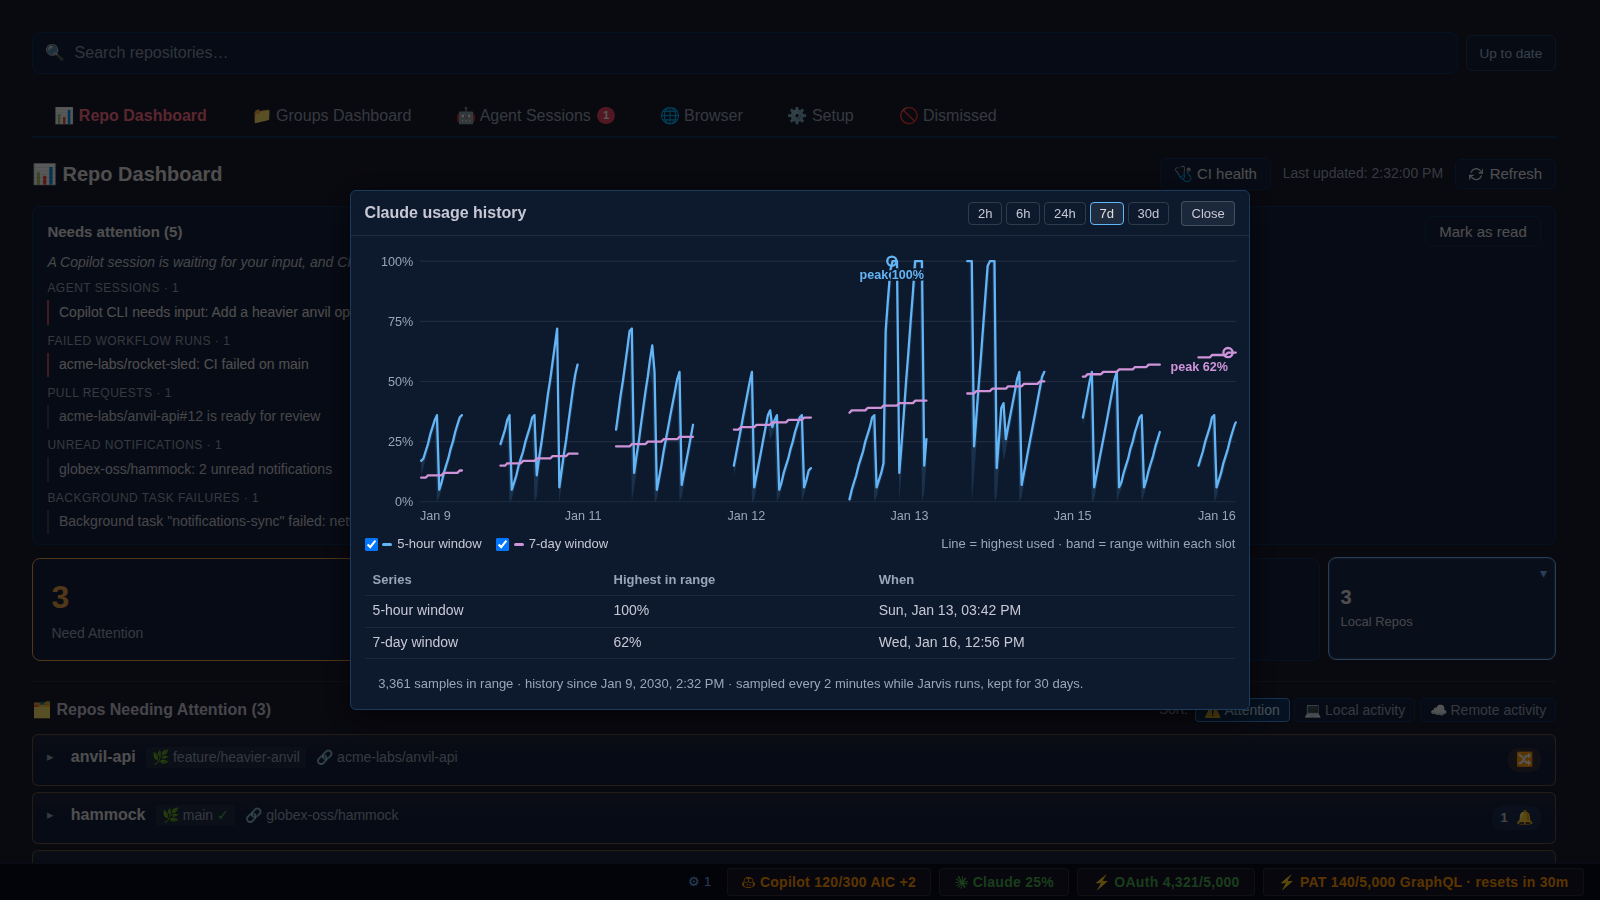 Search repositories…
Up to date
Repo Dashboard
Groups Dashboard
Agent Sessions 1
Browser
Setup
Dismissed
Repo Dashboard
CI health
Last updated: 2:32:00 PM
Refresh
Needs attention (5)
Mark as read
A Copilot session is waiting for your input, and CI
AGENT SESSIONS · 1
Copilot CLI needs input: Add a heavier anvil op
FAILED WORKFLOW RUNS · 1
acme-labs/rocket-sled: CI failed on main
PULL REQUESTS · 1
acme-labs/anvil-api#12 is ready for review
UNREAD NOTIFICATIONS · 1
globex-oss/hammock: 2 unread notifications
BACKGROUND TASK FAILURES · 1
Background task "notifications-sync" failed: net
3
Need Attention
3
Local Repos
Claude usage history
2h
6h
24h
7d
30d
Close
100%
75%
50%
25%
0%
peak 100%
peak 62%
Jan 9
Jan 11
Jan 12
Jan 13
Jan 15
Jan 16
5-hour window
7-day window
Line = highest used · band = range within each slot
Series Highest in range When
5-hour window 100% Sun, Jan 13, 03:42 PM
7-day window 62% Wed, Jan 16, 12:56 PM
3,361 samples in range · history since Jan 9, 2030, 2:32 PM · sampled every 2 minutes while Jarvis runs, kept for 30 days.
Repos Needing Attention (3)
Sort:
Attention
Local activity
Remote activity
anvil-api feature/heavier-anvil acme-labs/anvil-api
hammock main ✓ globex-oss/hammock
1
1
Copilot 120/300 AIC +2
Claude 25%
OAuth 4,321/5,000
PAT 140/5,000 GraphQL · resets in 30m